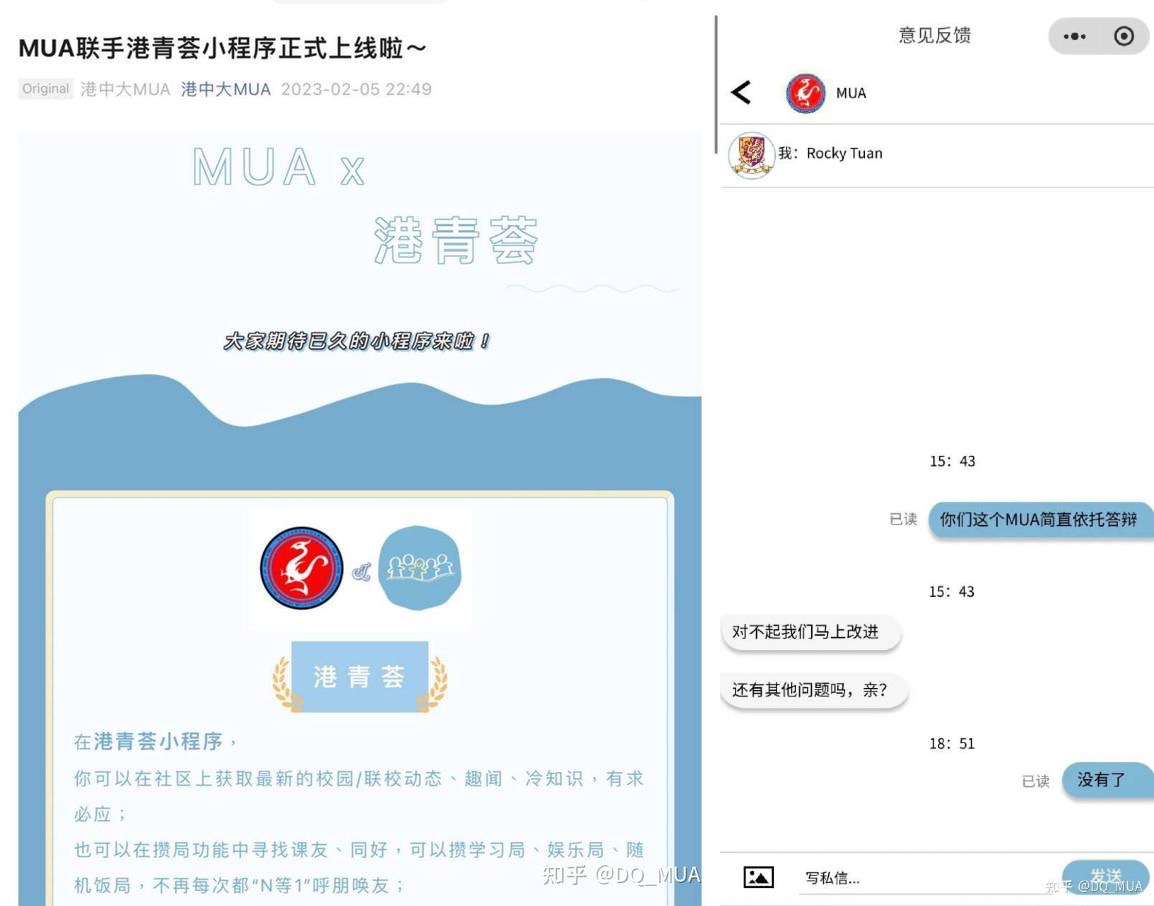 MUA联手港青荟小程序正式上线啦～
Original 港中大MUA 港中大MUA 2023-02-05 22:49
MUA x
港青荟
大家期待已久的小程序来啦！
&
港青荟
在港青荟小程序，
你可以在社区上获取最新的校园/联校动态、趣闻、冷知识，有求
必应；
也可以在攒局功能中寻找课友、同好，可以攒学习局、娱乐局、随
机饭局，不再每次都“N等1”呼朋唤友；
知乎 @DQ_MUA
意见反馈
MUA
我：Rocky Tuan
15：43
已读 你们这个MUA简直依托答辩
15：43
对不起我们马上改进
还有其他问题吗，亲？
18：51
已读 没有了
写私信...
发送
知乎 @DQ_MUA